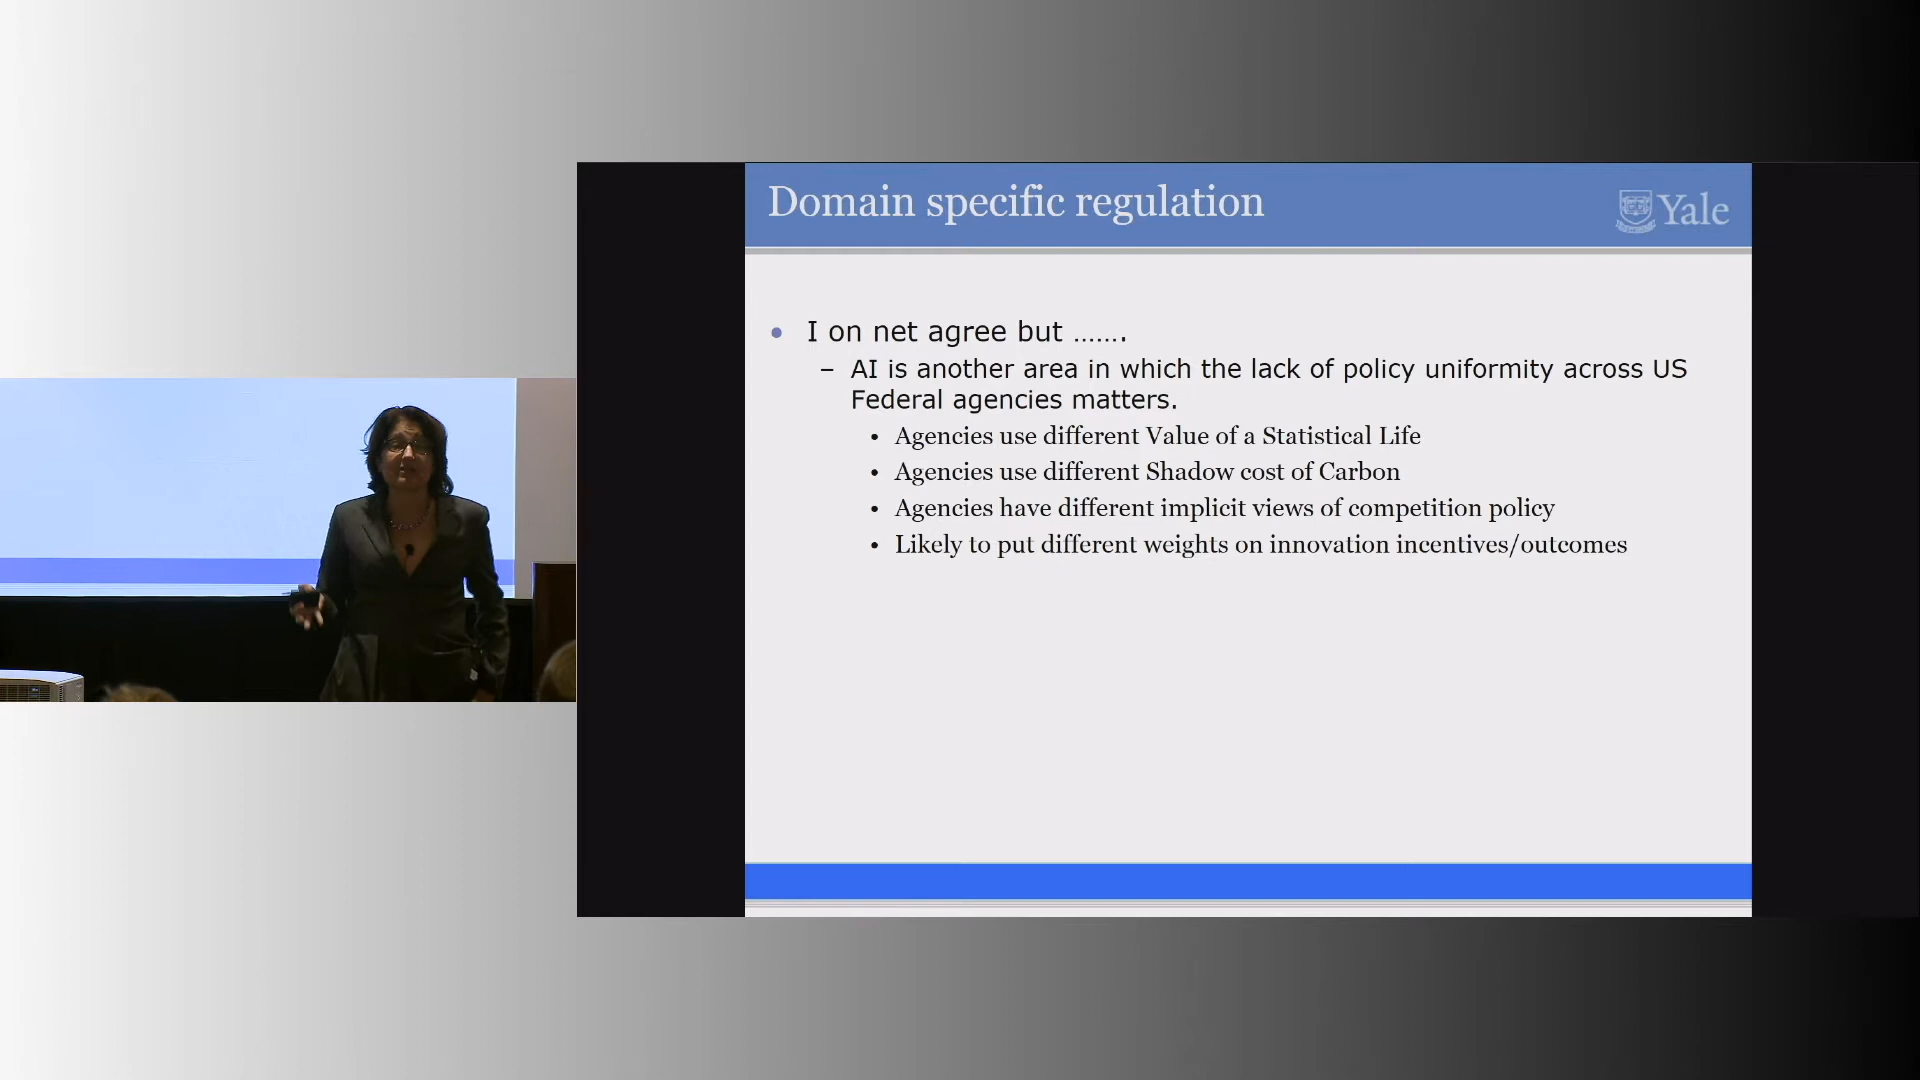 Domain specific regulation
Yale
• I on net agree but …….
– AI is another area in which the lack of policy uniformity across US
Federal agencies matters.
• Agencies use different Value of a Statistical Life
• Agencies use different Shadow cost of Carbon
• Agencies have different implicit views of competition policy
• Likely to put different weights on innovation incentives/outcomes